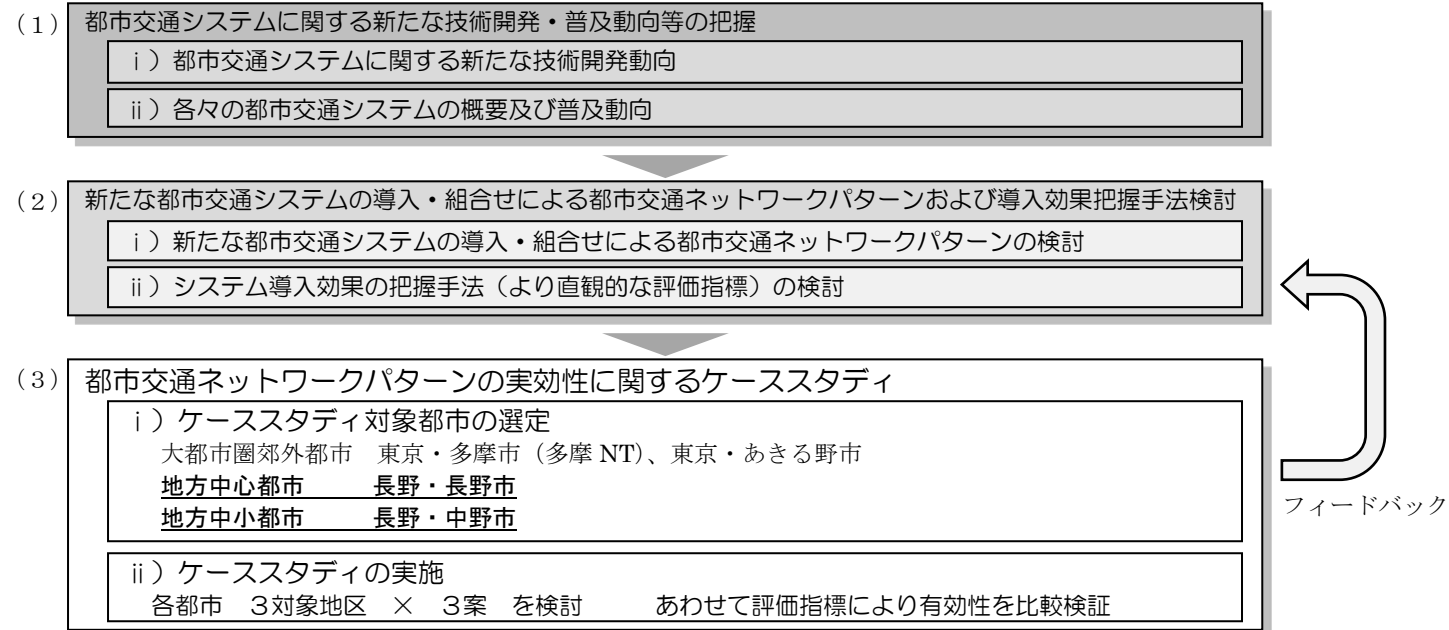 (1) 都市交通システムに関する新たな技術開発・普及動向等の把握
ⅰ)都市交通システムに関する新たな技術開発動向
ⅱ)各々の都市交通システムの概要及び普及動向
(2) 新たな都市交通システムの導入・組合せによる都市交通ネットワークパターンおよび導入効果把握手法検討
ⅰ)新たな都市交通システムの導入・組合せによる都市交通ネットワークパターンの検討
ⅱ)システム導入効果の把握手法(より直観的な評価指標)の検討
(3) 都市交通ネットワークパターンの実効性に関するケーススタディ
ⅰ)ケーススタディ対象都市の選定
大都市圏郊外都市 東京・多摩市(多摩 NT)、東京・あきる野市
地方中心都市 長野・長野市
地方中小都市 長野・中野市
フィードバック
ⅱ)ケーススタディの実施
各都市 3対象地区 × 3案 を検討 あわせて評価指標により有効性を比較検証